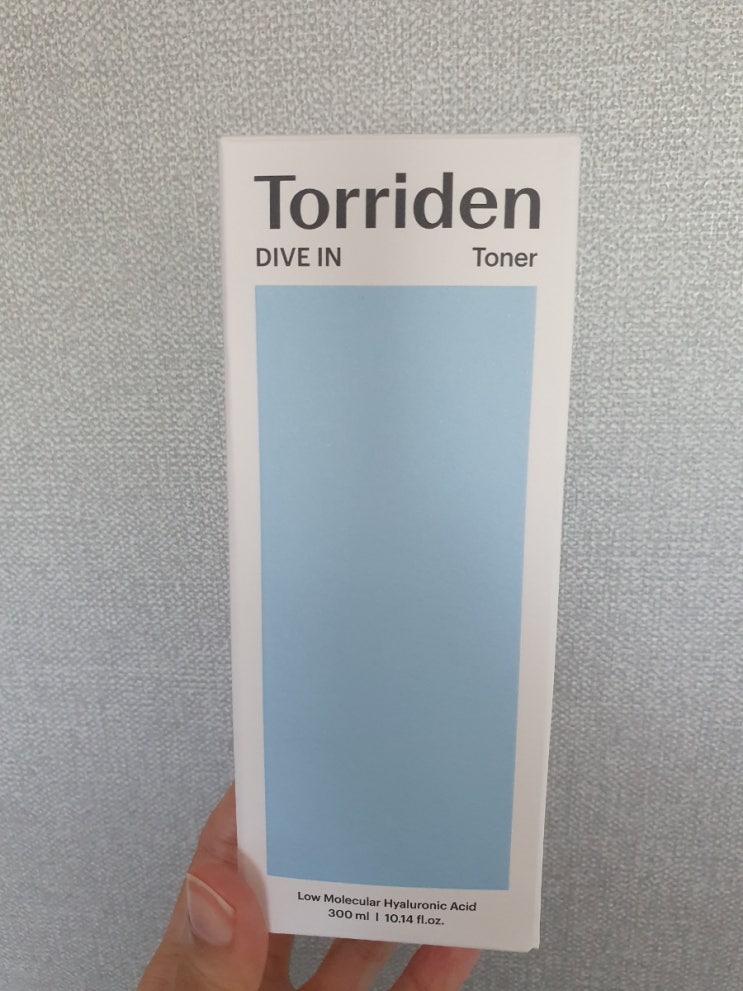 Torriden
DIVE IN Toner
Low Molecular Hyaluronic Acid
300 ml | 10.14 fl.oz.